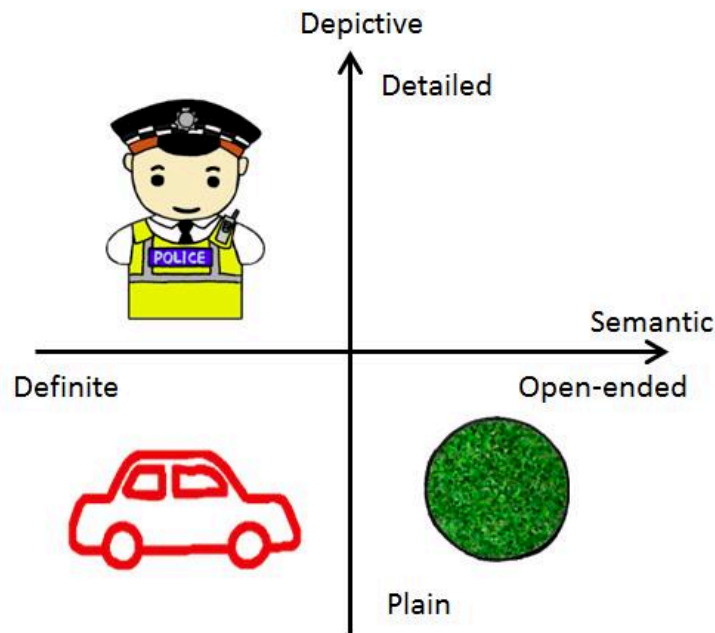 Depictive
Detailed
POLICE
Semantic
Definite
Open-ended
Plain